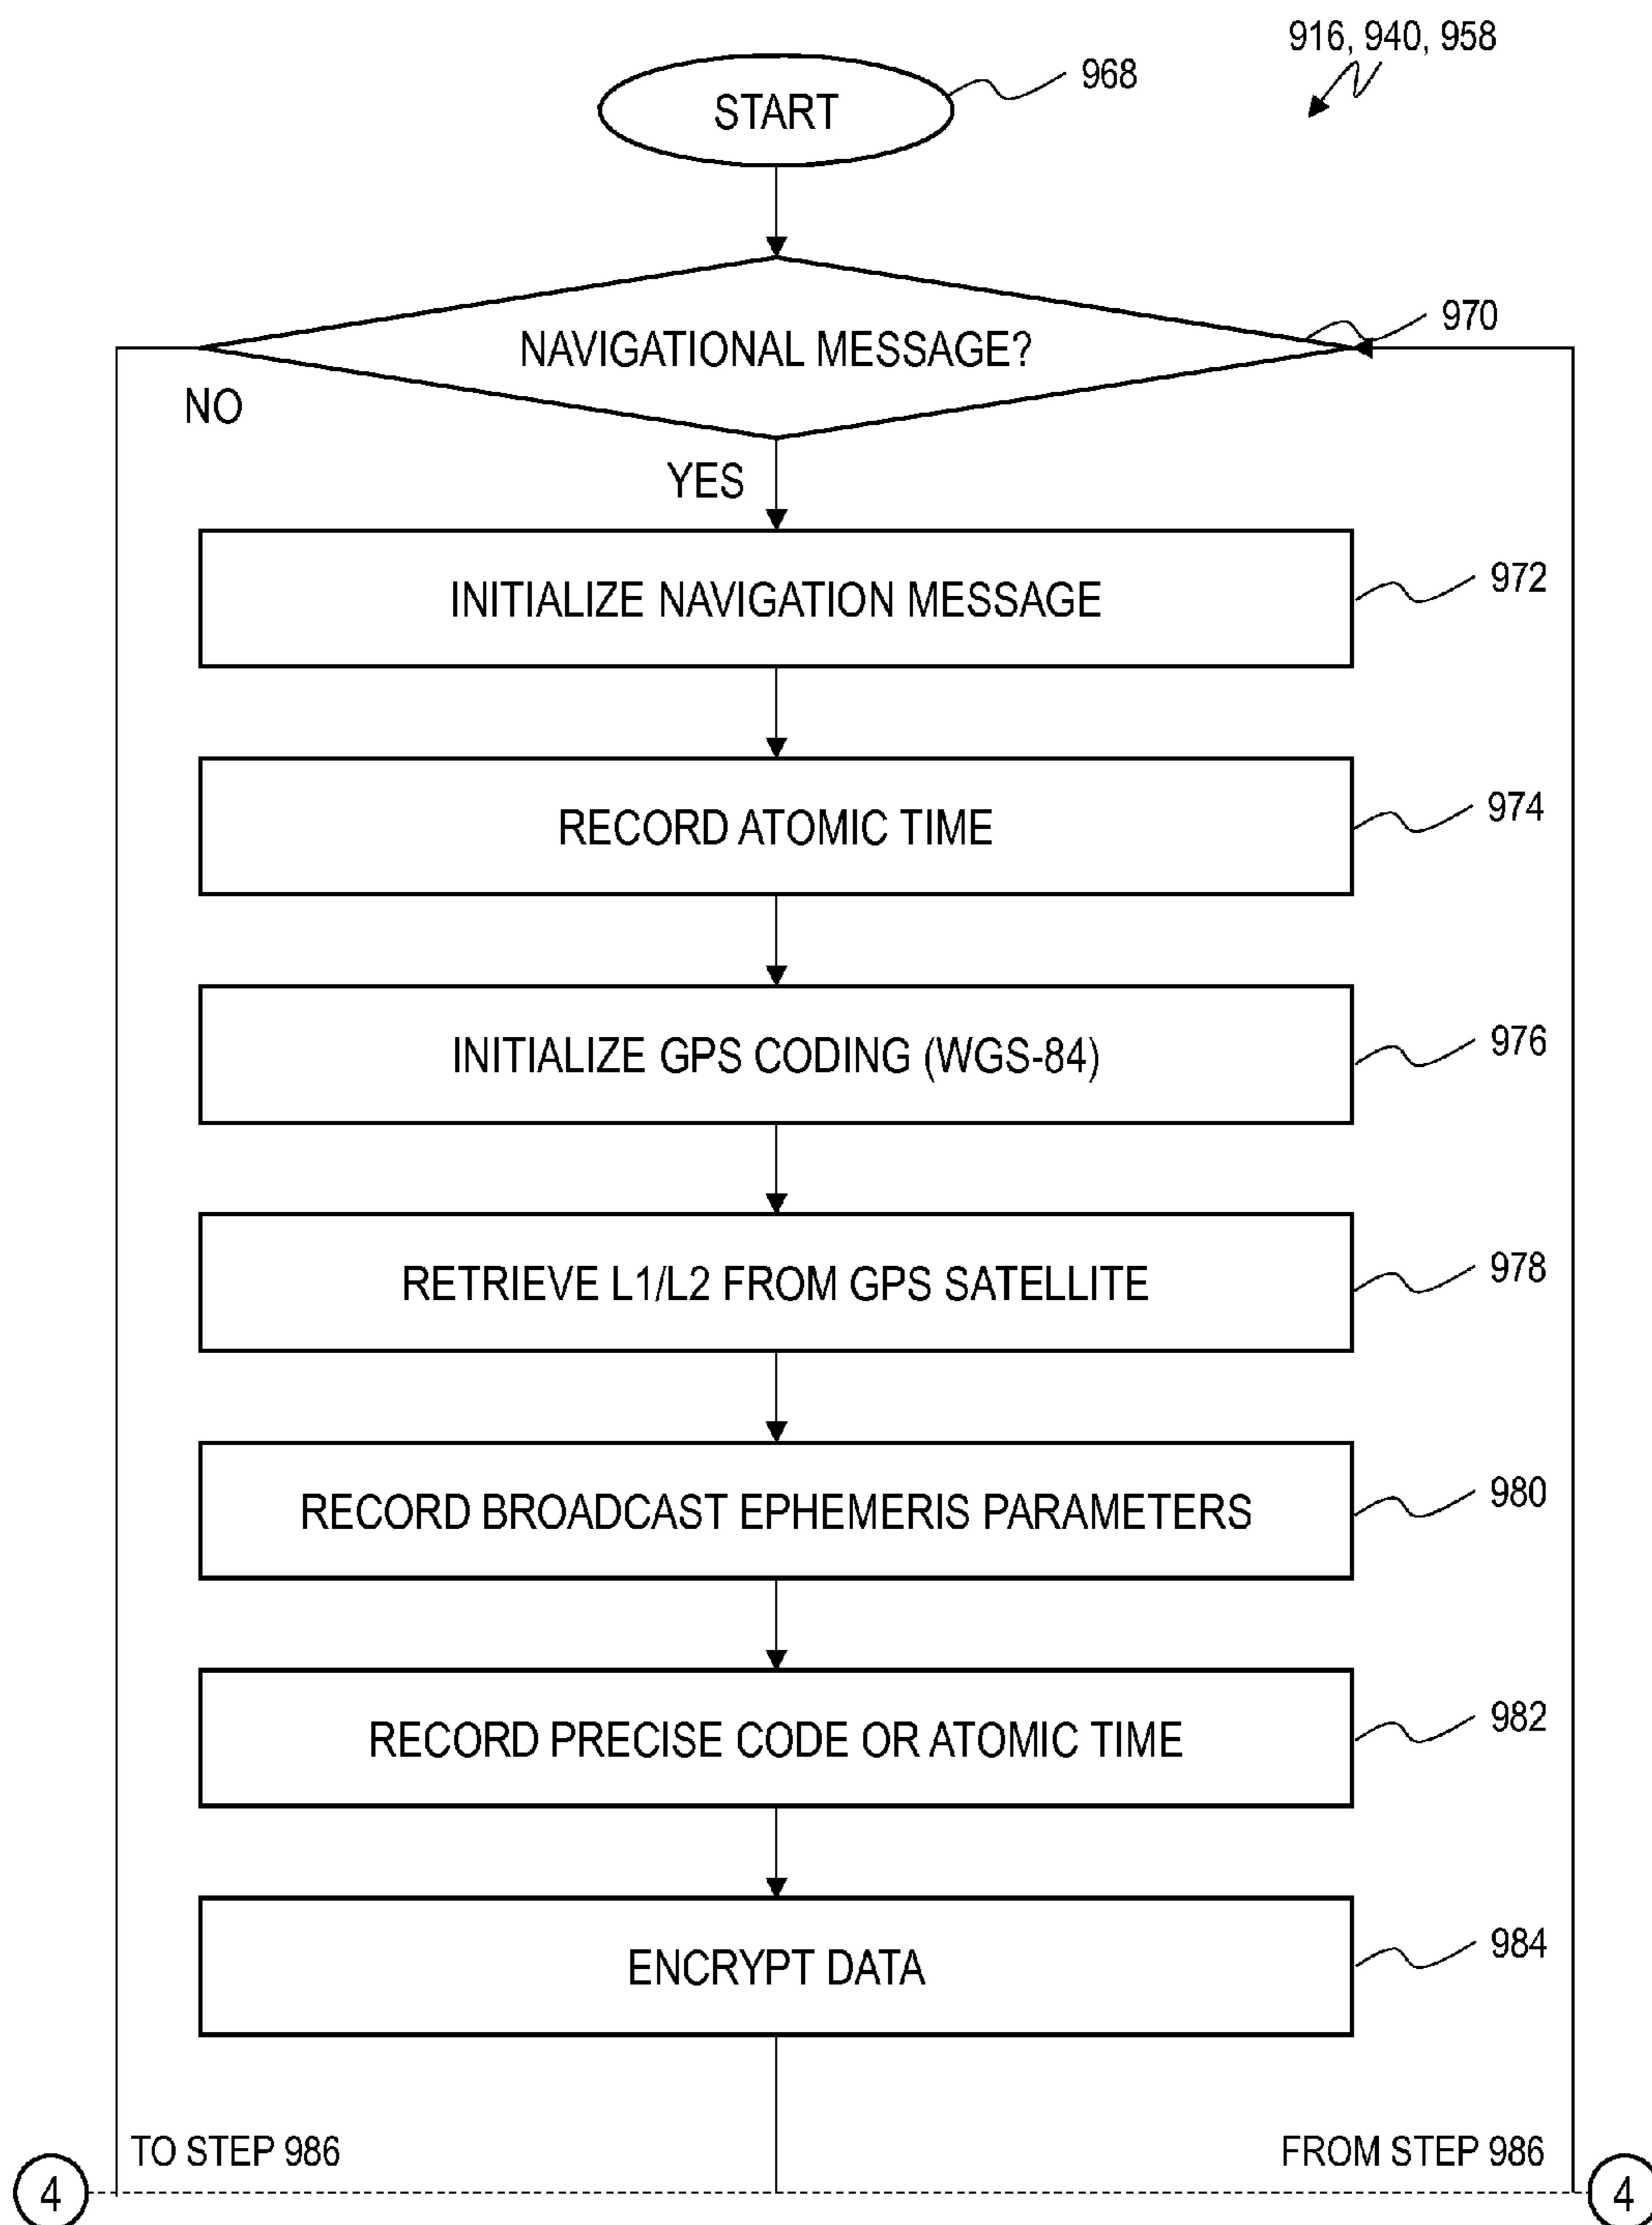 916, 940, 958
START
968
NAVIGATIONAL MESSAGE?
970
NO
YES
INITIALIZE NAVIGATION MESSAGE
972
RECORD ATOMIC TIME
974
INITIALIZE GPS CODING (WGS-84)
976
RETRIEVE L1/L2 FROM GPS SATELLITE
978
RECORD BROADCAST EPHEMERIS PARAMETERS
980
RECORD PRECISE CODE OR ATOMIC TIME
982
ENCRYPT DATA
984
TO STEP 986
FROM STEP 986
4
4